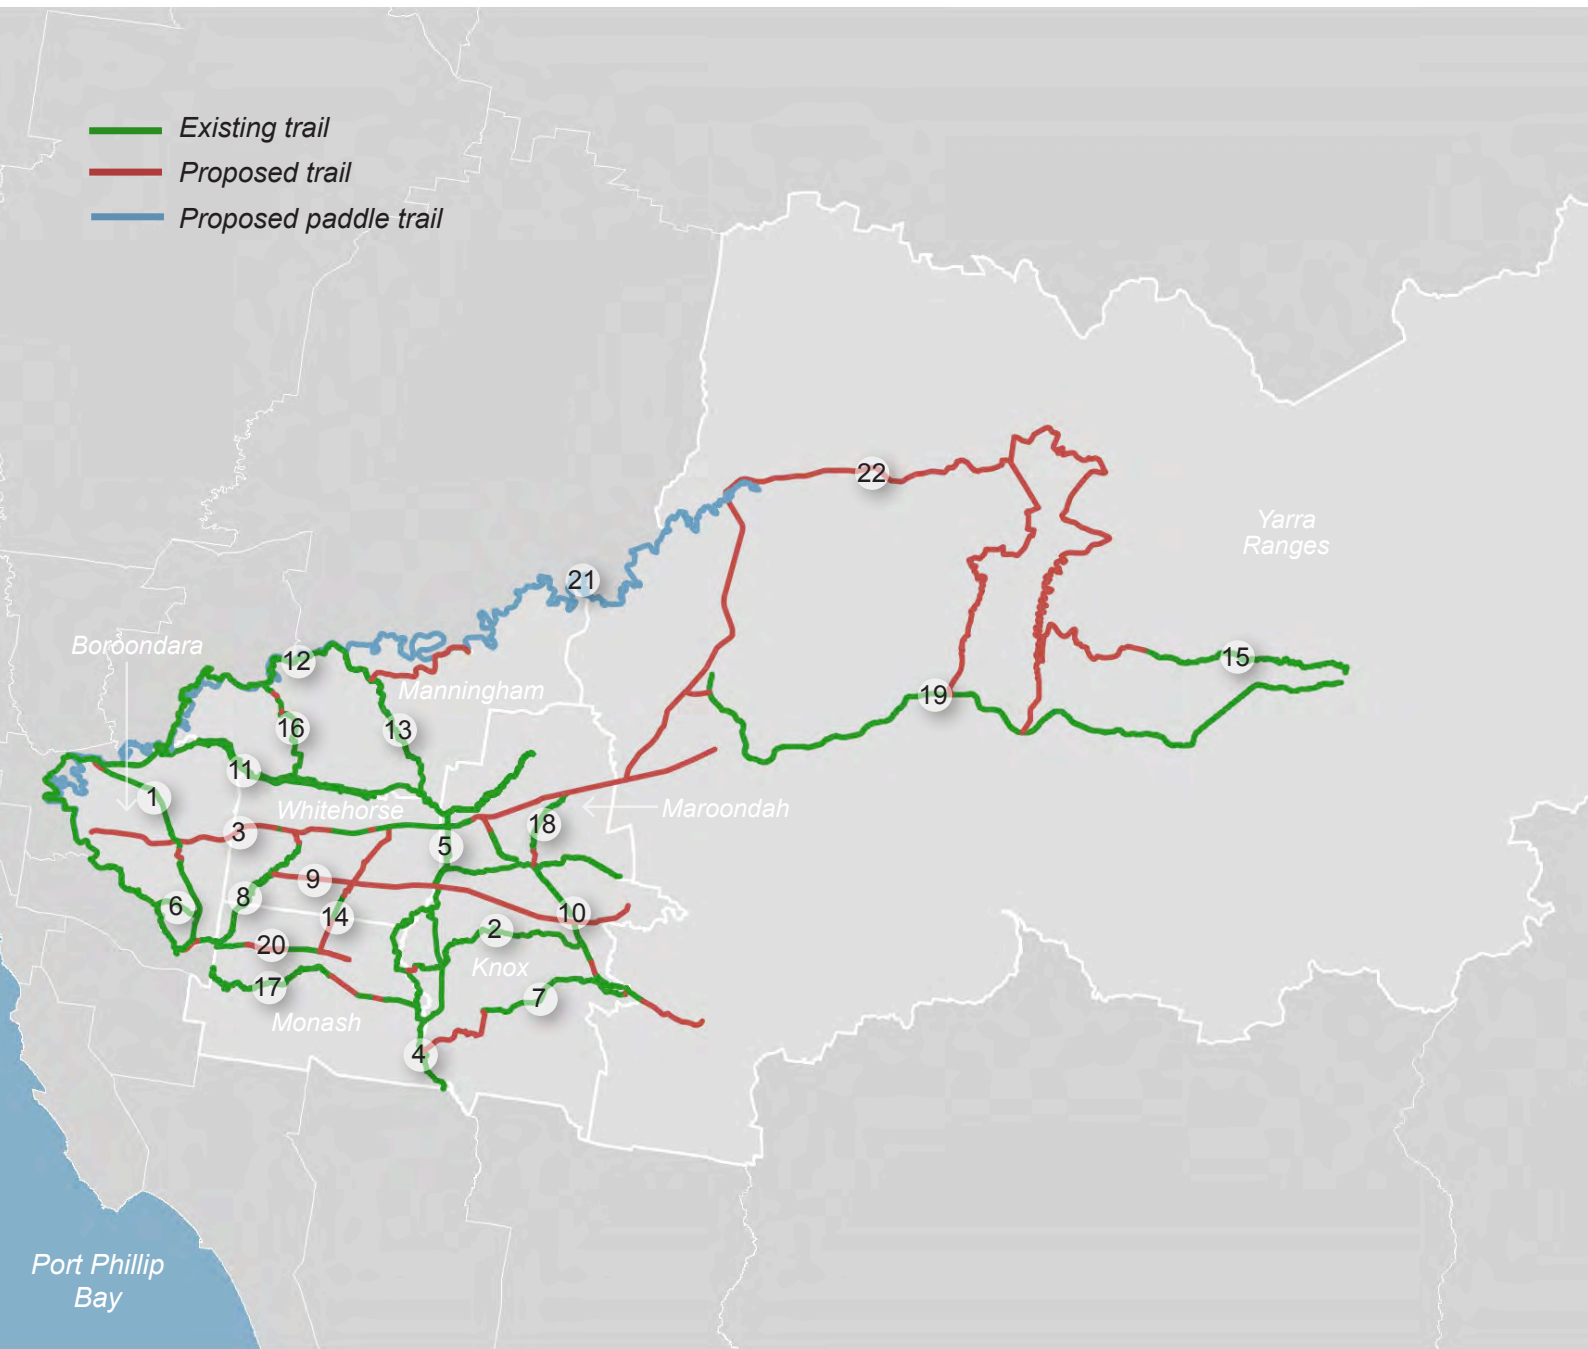 Existing trail
Proposed trail
Proposed paddle trail
22
Yarra
Ranges
21
Boroondara
12
15
Manningham
19
16
13
11
1
Whitehorse
Maroondah
3
18
5
9
8
6
14
10
2
20
Knox
17
7
Monash
4
Port Phillip
Bay